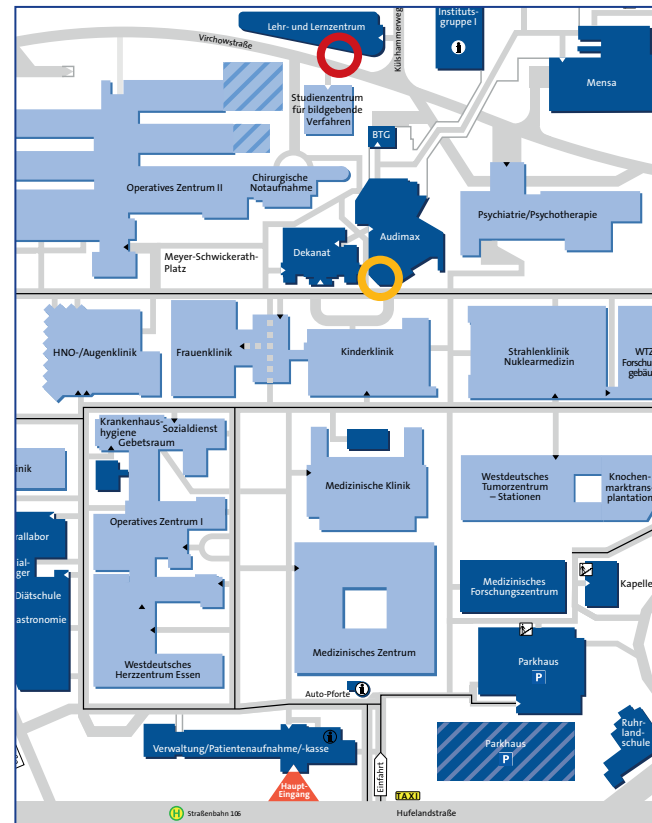 Lehr- und Lernzentrum
Instituts-
gruppe I
Virchowstraße
Külshammerweg
Mensa
Studienzentrum
für bildgebende
Verfahren
BTG
Chirurgische
Notaufnahme
Operatives Zentrum II
Psychiatrie/Psychotherapie
Audimax
Dekanat
Meyer-Schwickerath-
Platz
HNO-/Augenklinik
Frauenklinik
Kinderklinik
Strahlenklinik
Nuklearmedizin
WTZ
Forschu
gebäu
Krankenhaus-
hygiene
Sozialdienst
Gebetsraum
inik
Medizinische Klinik
Westdeutsches
Tumorzentrum
– Stationen
Knochen-
marktrans-
plantation
Operatives Zentrum I
rallabor
ial-
ger
Diätschule
astronomie
Medizinisches
Forschungszentrum
Kapelle
Westdeutsches
Herzzentrum Essen
Medizinisches Zentrum
Parkhaus
P
Auto-Pforte
Ruhr-
land-
schule
Verwaltung/Patientenaufnahme/-kasse
Parkhaus
P
Haupt-
Eingang
Einfahrt
TAXI
H
Straßenbahn 106
Hufelandstraße